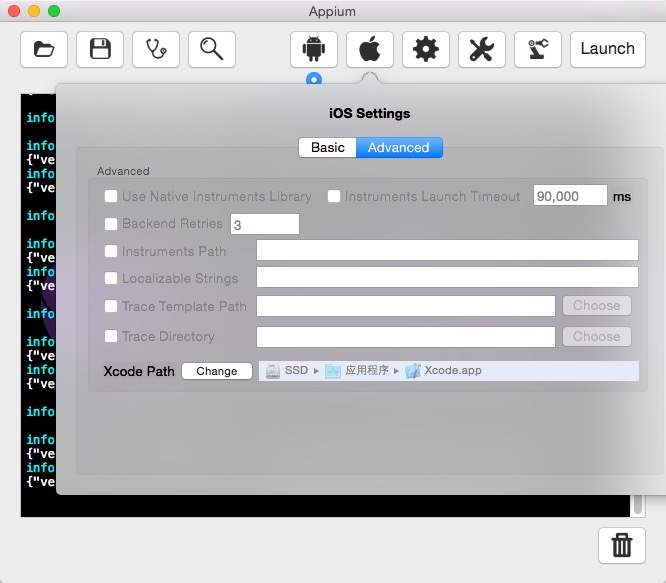 Appium
Launch
iOS Settings
Basic Advanced
Advanced
Use Native Instruments Library Instruments Launch Timeout 90,000 ms
Backend Retries 3
Instruments Path
Localizable Strings
Trace Template Path Choose
Trace Directory Choose
Xcode Path Change SSD ▸ 应用程序 ▸ Xcode.app
info
info
{"ve
info
{"ve
info
info
{"ve
info
{"ve
info
info
{"ve
info
{"ve
info
info
{"ve
info
{"ve